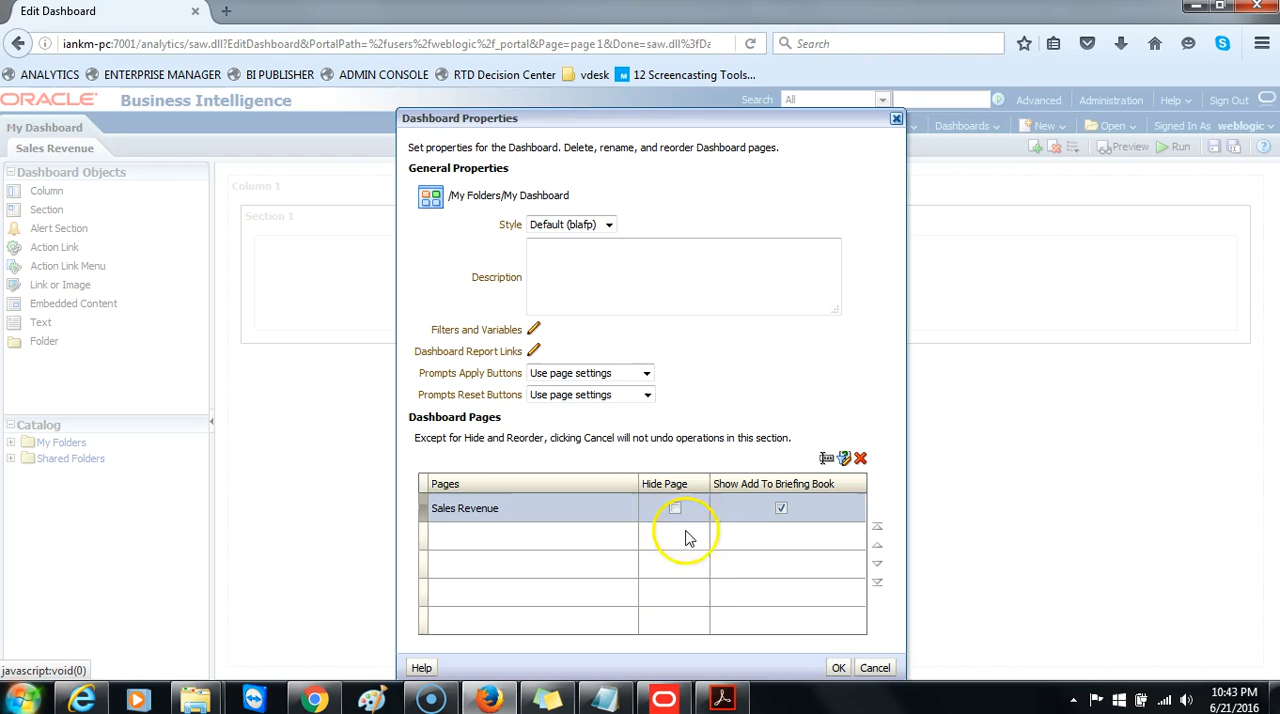 Edit Dashboard
iankm-pc:7001/analytics/saw.dll?EditDashboard&PortalPath=%2fusers%2fweblogic%2f_portal&Page=page1&Done=saw.dll%3fDa
Search
ANALYTICS ENTERPRISE MANAGER BI PUBLISHER ADMIN CONSOLE RTD Decision Center vdesk 12 Screencasting Tools...
ORACLE Business Intelligence
Search All Advanced Administration Help Sign Out
My Dashboard
Dashboards New Open Signed In As weblogic
Sales Revenue
Preview Run
Dashboard Objects
Column
Section
Alert Section
Action Link
Action Link Menu
Link or Image
Embedded Content
Text
Folder
Catalog
My Folders
Shared Folders
Column 1
Section 1
Dashboard Properties
Set properties for the Dashboard. Delete, rename, and reorder Dashboard pages.
General Properties
/My Folders/My Dashboard
Style Default (blafp)
Description
Filters and Variables
Dashboard Report Links
Prompts Apply Buttons Use page settings
Prompts Reset Buttons Use page settings
Dashboard Pages
Except for Hide and Reorder, clicking Cancel will not undo operations in this section.
Pages Hide Page Show Add To Briefing Book
Sales Revenue
Help OK Cancel
javascript:void(0)
10:43 PM
6/21/2016